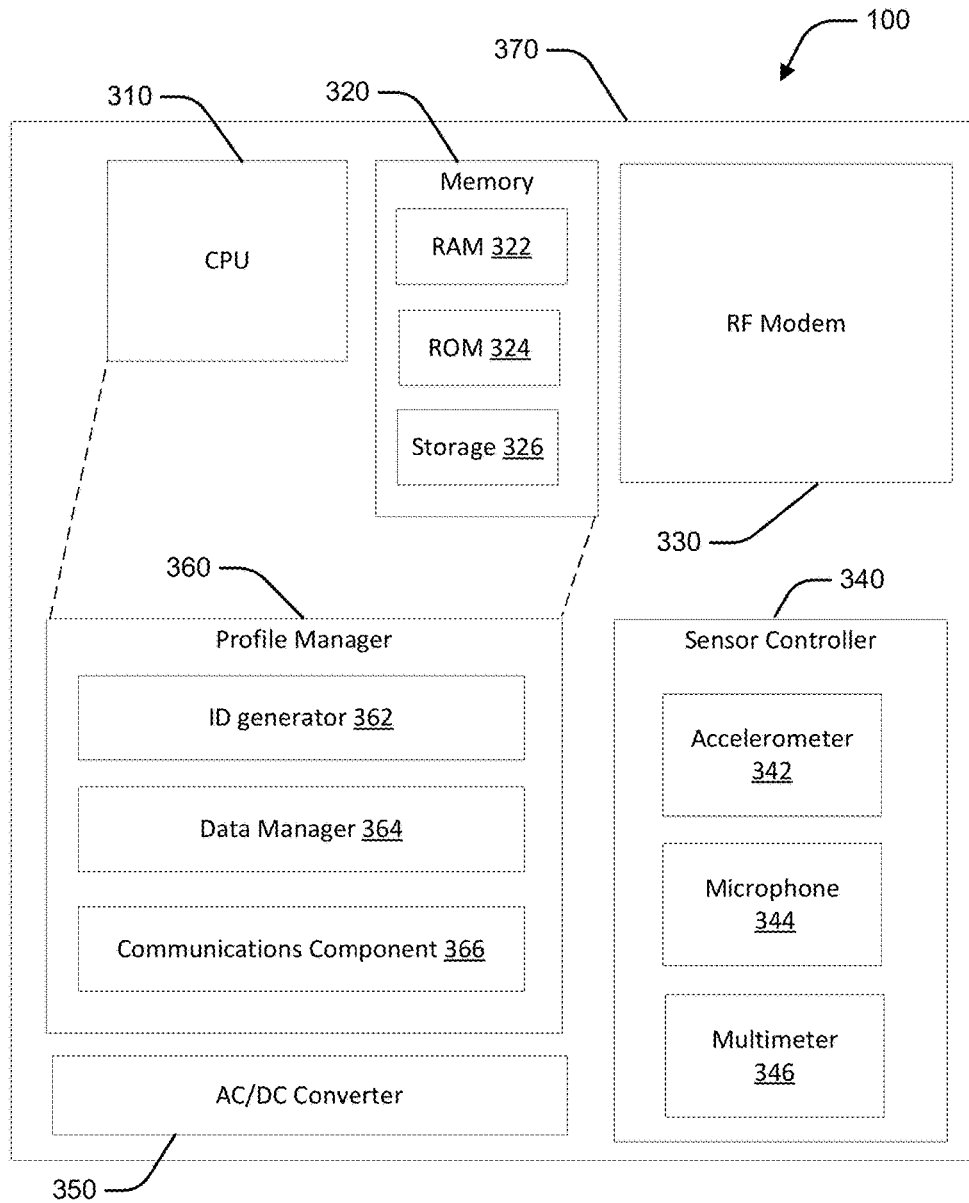 100
370
310
320
CPU
Memory
RAM 322
ROM 324
Storage 326
RF Modem
330
360
340
Profile Manager
ID generator 362
Data Manager 364
Communications Component 366
Sensor Controller
Accelerometer
342
Microphone
344
Multimeter
346
AC/DC Converter
350